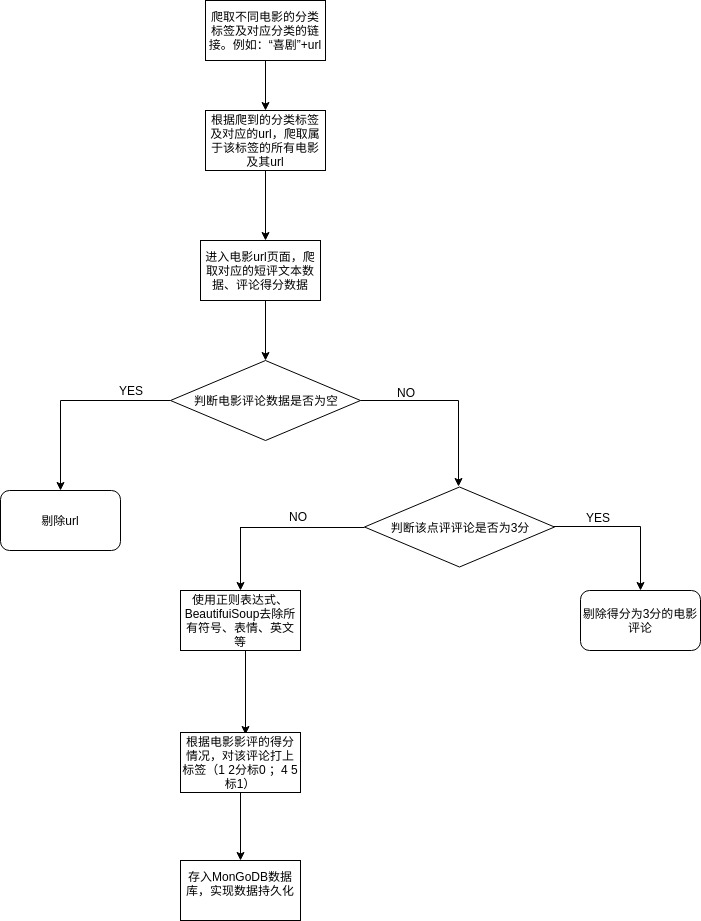 爬取不同电影的分类
标签及对应分类的链
接。例如：“喜剧”+url
根据爬到的分类标签
及对应的url，爬取属
于该标签的所有电影
及其url
进入电影url页面，爬
取对应的短评文本数
据、评论得分数据
YES
判断电影评论数据是否为空
NO
剔除url
NO
判断该点评评论是否为3分
YES
使用正则表达式、
BeautifuiSoup去除所
有符号、表情、英文
等
剔除得分为3分的电影
评论
根据电影影评的得分
情况，对该评论打上
标签（1 2分标0 ；4 5
标1）
存入MonGoDB数据
库，实现数据持久化